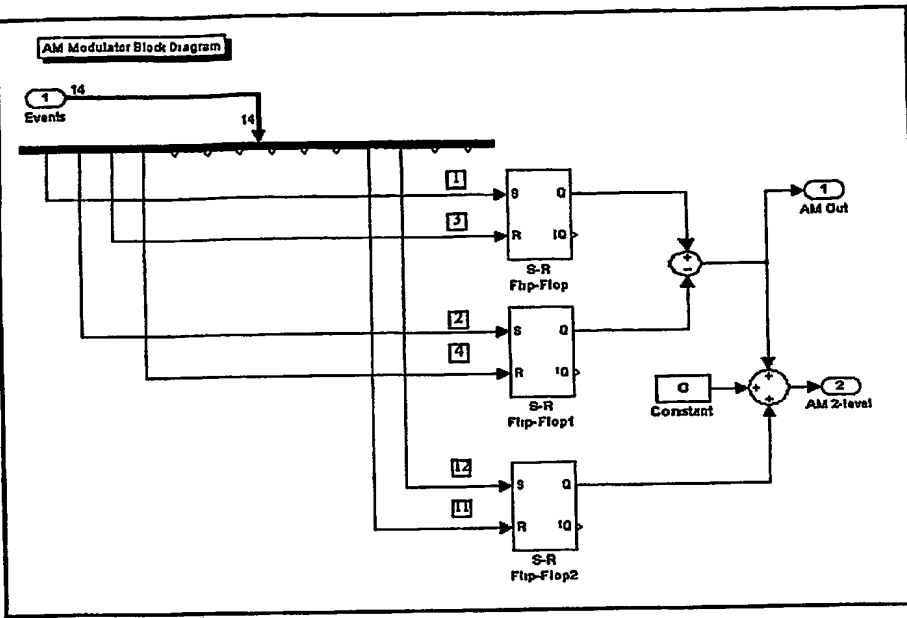 AM Modulator Block Diagram
1
14
Events
14
1
S
Q
3
R
!Q
S-R
Flip-Flop
+
-
1
AM Out
2
S
Q
4
R
!Q
S-R
Flip-Flop1
C
Constant
+
+
+
2
AM 2-level
12
S
Q
11
R
!Q
S-R
Flip-Flop2